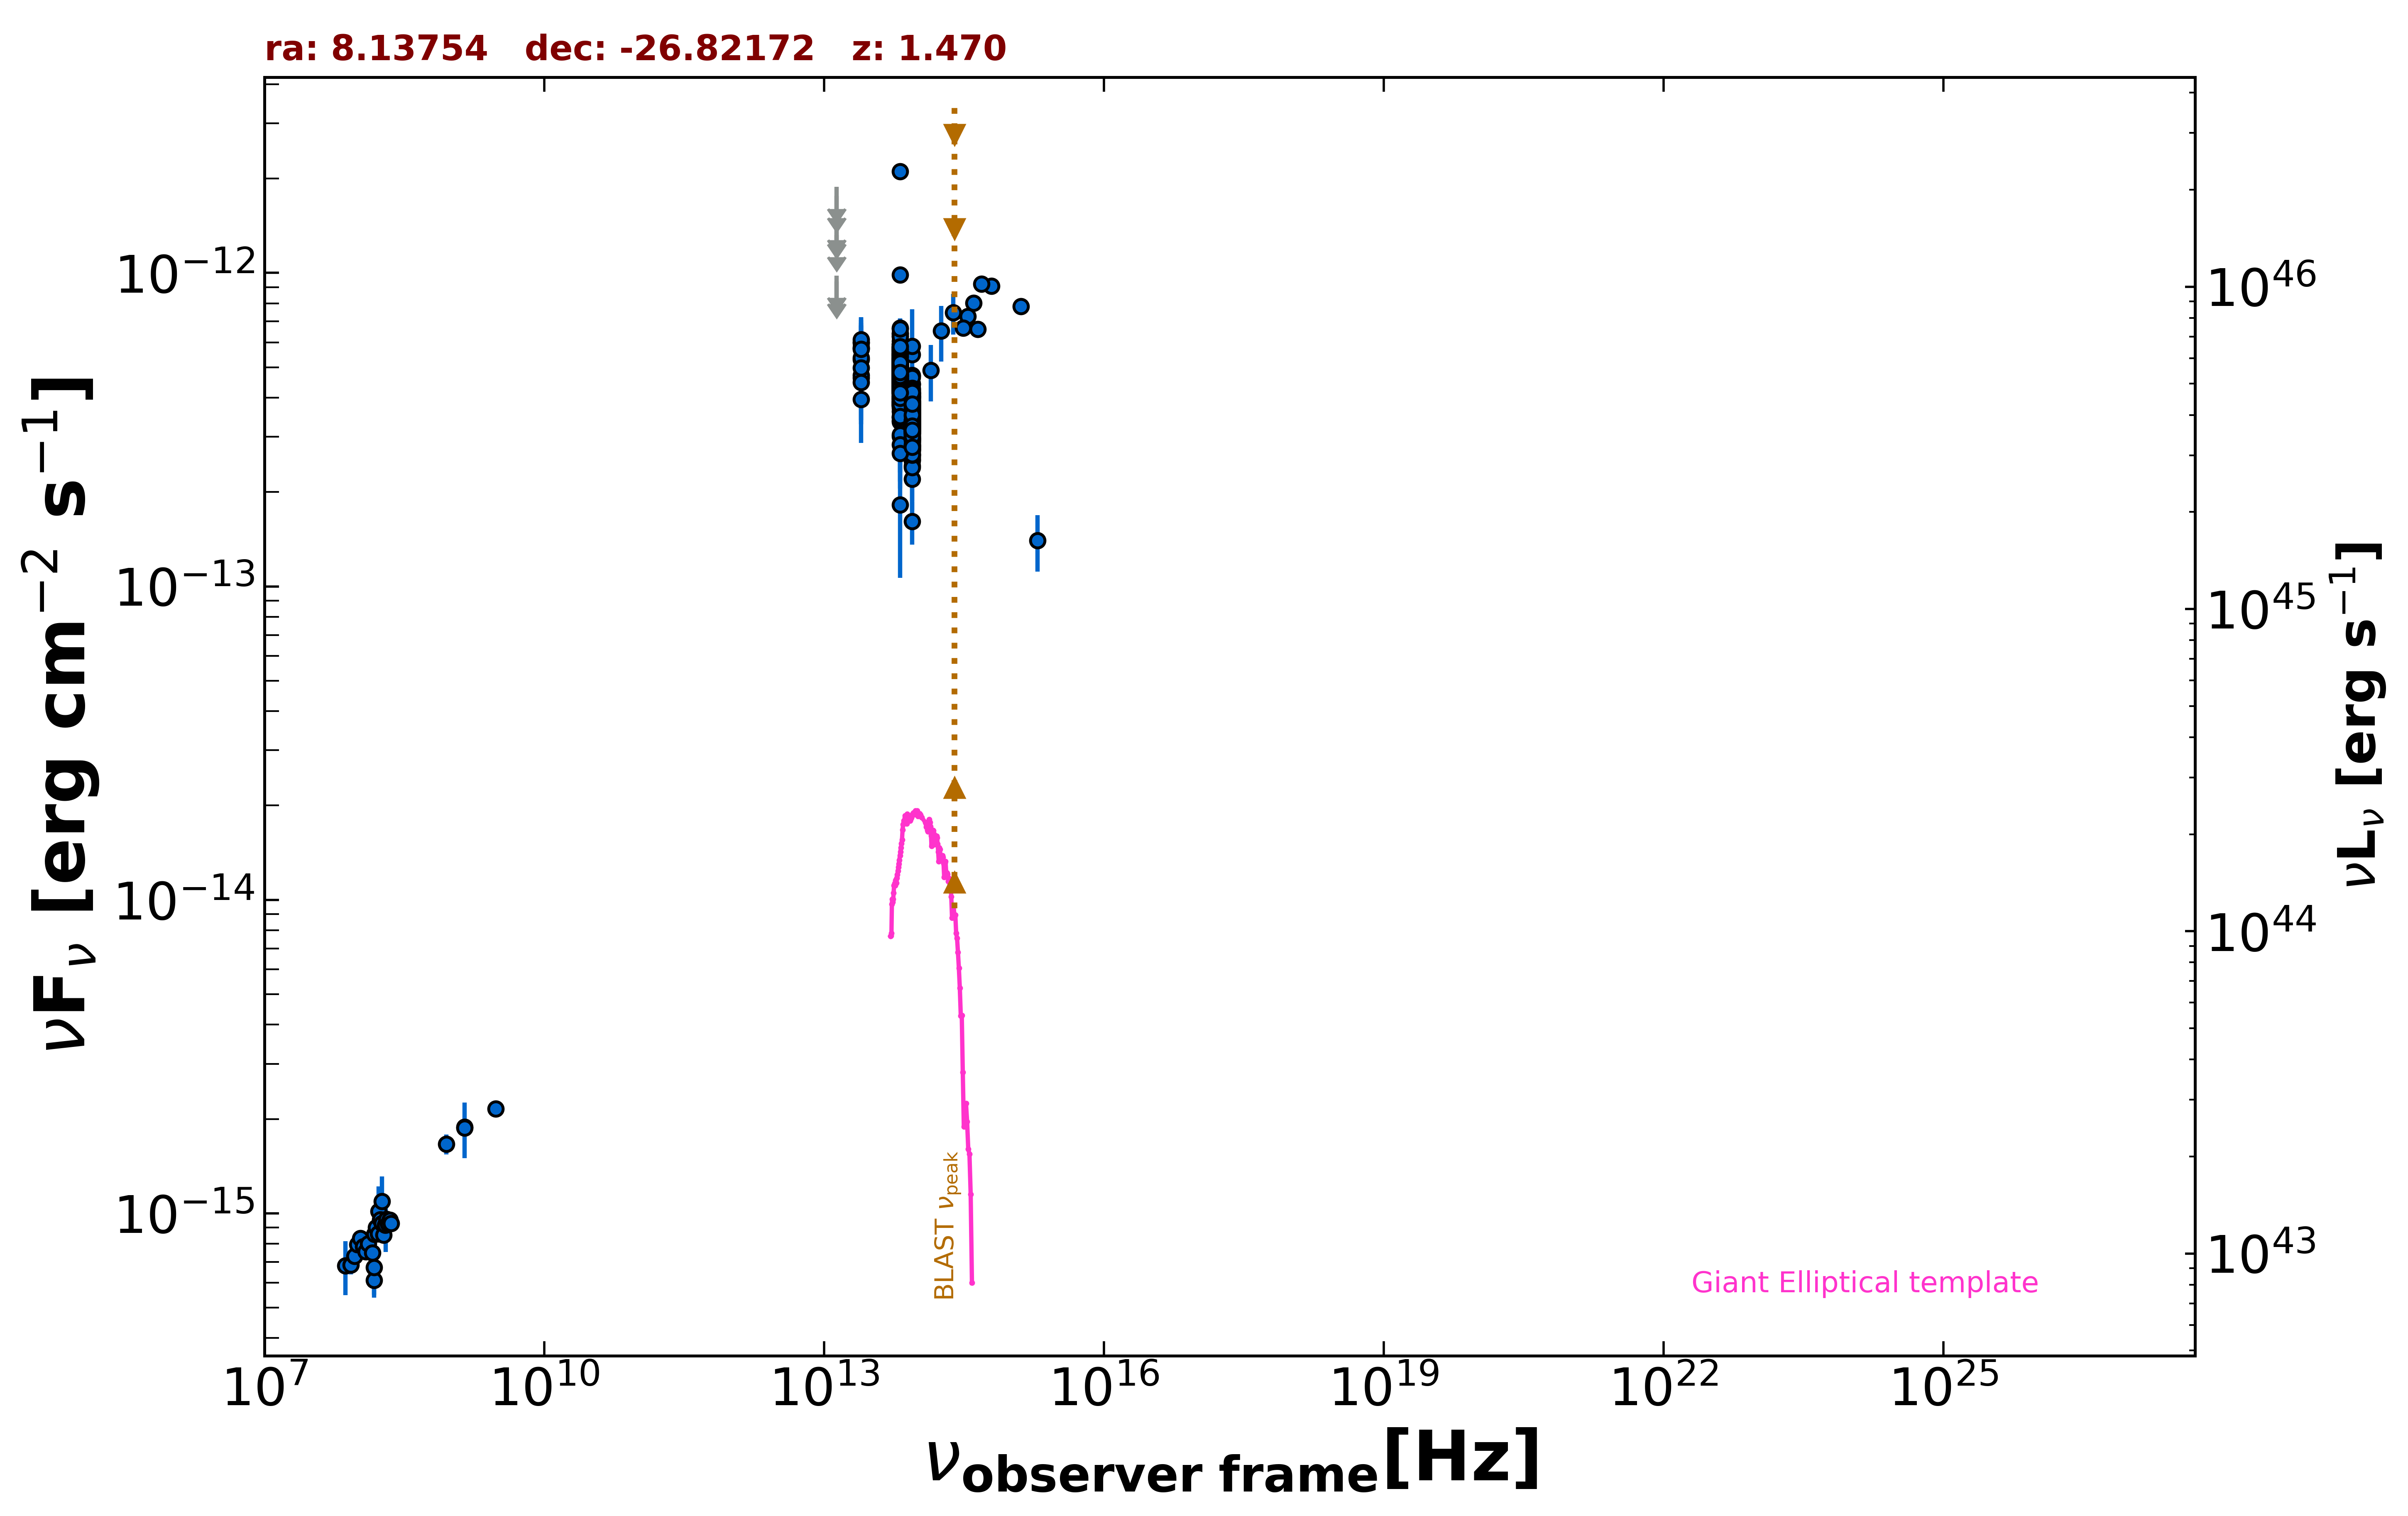 ra: 8.13754 dec: -26.82172 z: 1.470
νF_ν [erg cm^−2 s^−1]
10^−12
10^−13
10^−14
10^−15
10^46
10^45
10^44
10^43
νL_ν [erg s^−1]
BLAST ν_peak
Giant Elliptical template
10^7 10^10 10^13 10^16 10^19 10^22 10^25
ν_observer frame [Hz]